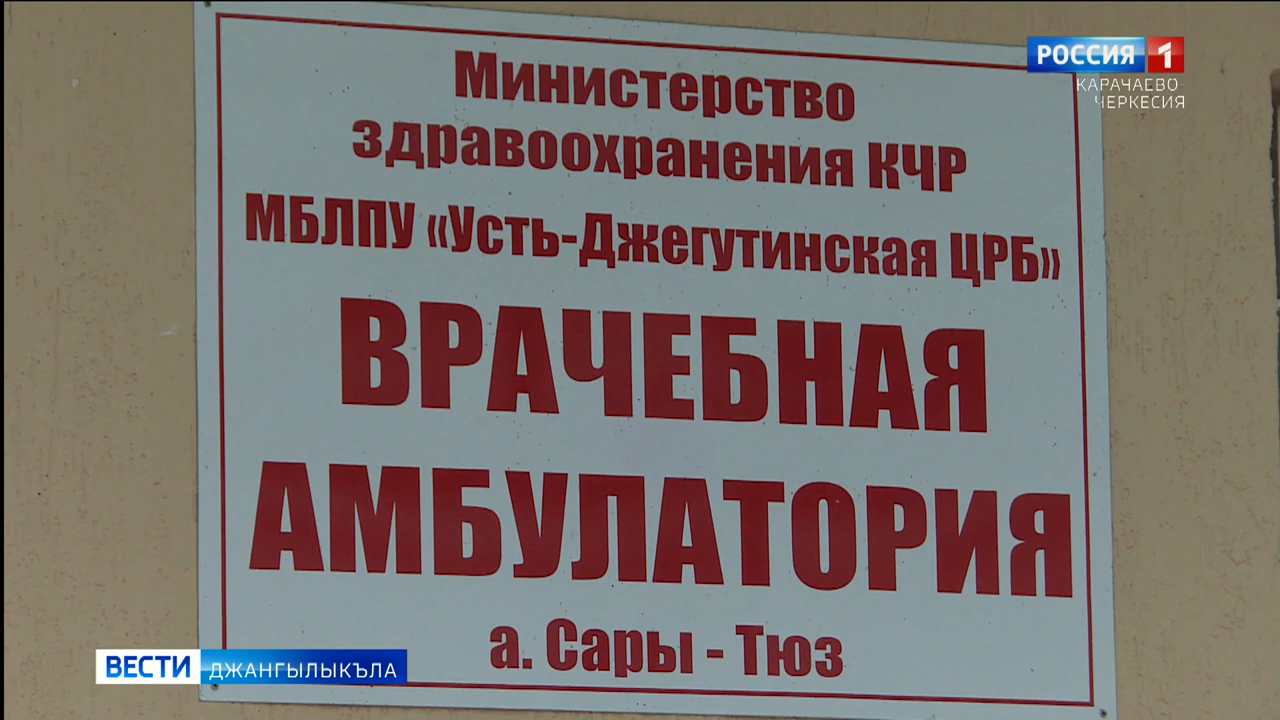 РОССИЯ 1
КАРАЧАЕВО-
ЧЕРКЕСИЯ
Министерство
здравоохранения КЧР
МБЛПУ «Усть-Джегутинская ЦРБ»
ВРАЧЕБНАЯ
АМБУЛАТОРИЯ
а. Сары - Тюз
ВЕСТИ ДЖАНГЫЛЫКЪЛА